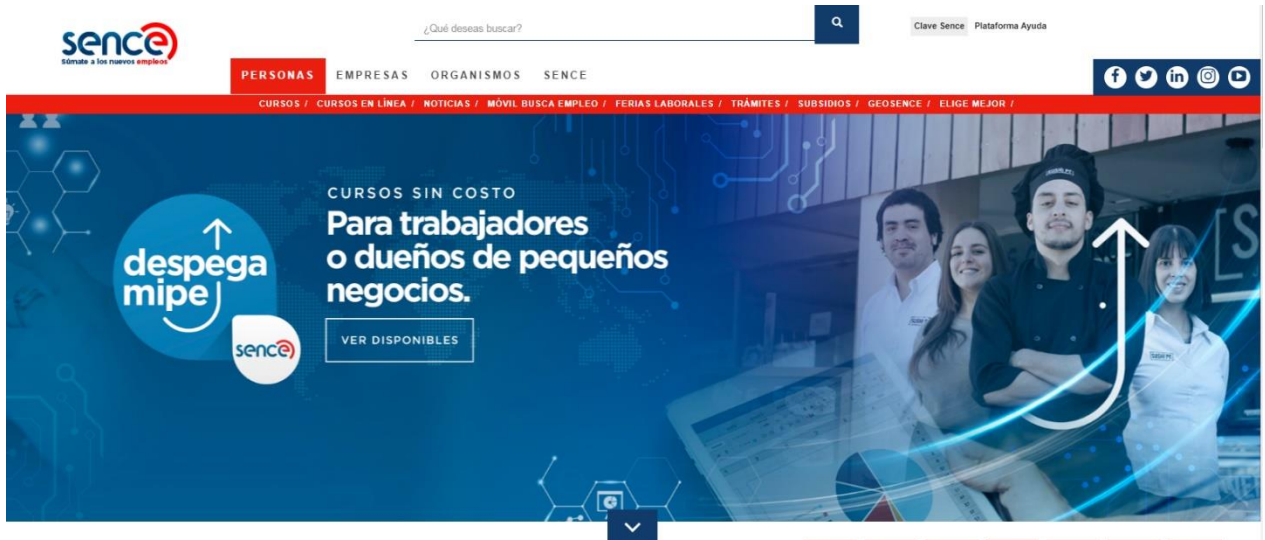 sence
Súmate a los nuevos empleos
¿Qué deseas buscar?
Clave Sence Plataforma Ayuda
PERSONAS EMPRESAS ORGANISMOS SENCE
CURSOS / CURSOS EN LÍNEA / NOTICIAS / MÓVIL BUSCA EMPLEO / FERIAS LABORALES / TRÁMITES / SUBSIDIOS / GEOSENCE / ELIGE MEJOR /
despega
mipe
sence
CURSOS SIN COSTO
Para trabajadores
o dueños de pequeños
negocios.
VER DISPONIBLES